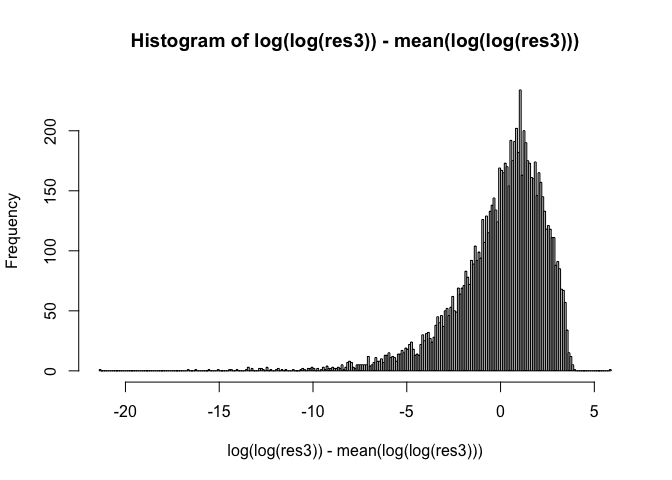 Histogram of log(log(res3)) - mean(log(log(res3)))
Frequency
200
150
100
50
0
-20 -15 -10 -5 0 5
log(log(res3)) - mean(log(log(res3)))